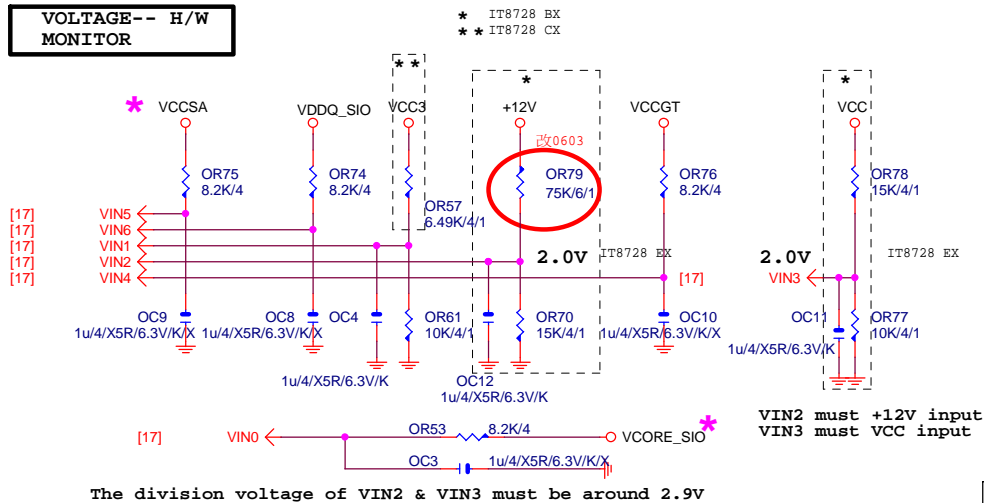 VOLTAGE-- H/W
MONITOR
* IT8728 BX
** IT8728 CX
**
*
*
* VCCSA
VDDQ_SIO
VCC3
+12V
VCCGT
VCC
改0603
OR75
8.2K/4
OR74
8.2K/4
OR57
6.49K/4/1
OR79
75K/6/1
OR76
8.2K/4
OR78
15K/4/1
[17] VIN5
[17] VIN6
[17] VIN1
[17] VIN2
[17] VIN4
2.0V IT8728 EX
[17]
2.0V IT8728 EX
VIN3
OC9
1u/4/X5R/6.3V/K/X
OC8
1u/4/X5R/6.3V/K/X
OC4
1u/4/X5R/6.3V/K
OR61
10K/4/1
OC12
1u/4/X5R/6.3V/K
OR70
15K/4/1
OC10
1u/4/X5R/6.3V/K/X
OC11
1u/4/X5R/6.3V/K
OR77
10K/4/1
VIN2 must +12V input
VIN3 must VCC input
[17] VIN0
OR53 8.2K/4
VCORE_SIO *
OC3 1u/4/X5R/6.3V/K/X
The division voltage of VIN2 & VIN3 must be around 2.9V